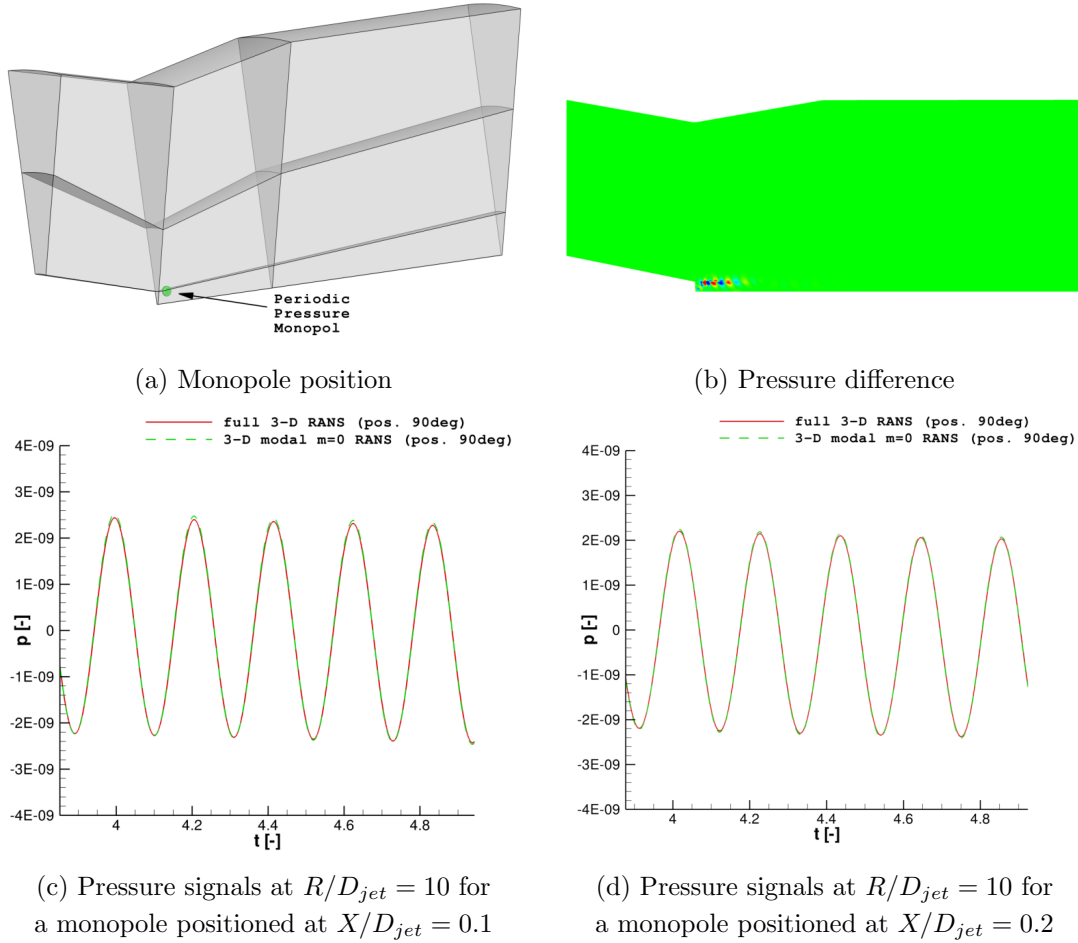 Periodic
Pressure
Monopol
(a) Monopole position
(b) Pressure difference
full 3-D RANS (pos. 90deg)
3-D modal m=0 RANS (pos. 90deg)
4E-09
3E-09
2E-09
1E-09
0
-1E-09
-2E-09
-3E-09
-4E-09
p [-]
4
4.2
4.4
4.6
4.8
t [-]
full 3-D RANS (pos. 90deg)
3-D modal m=0 RANS (pos. 90deg)
4E-09
3E-09
2E-09
1E-09
0
-1E-09
-2E-09
-3E-09
-4E-09
p [-]
4
4.2
4.4
4.6
4.8
t [-]
(c) Pressure signals at R/D_jet = 10 for
a monopole positioned at X/D_jet = 0.1
(d) Pressure signals at R/D_jet = 10 for
a monopole positioned at X/D_jet = 0.2